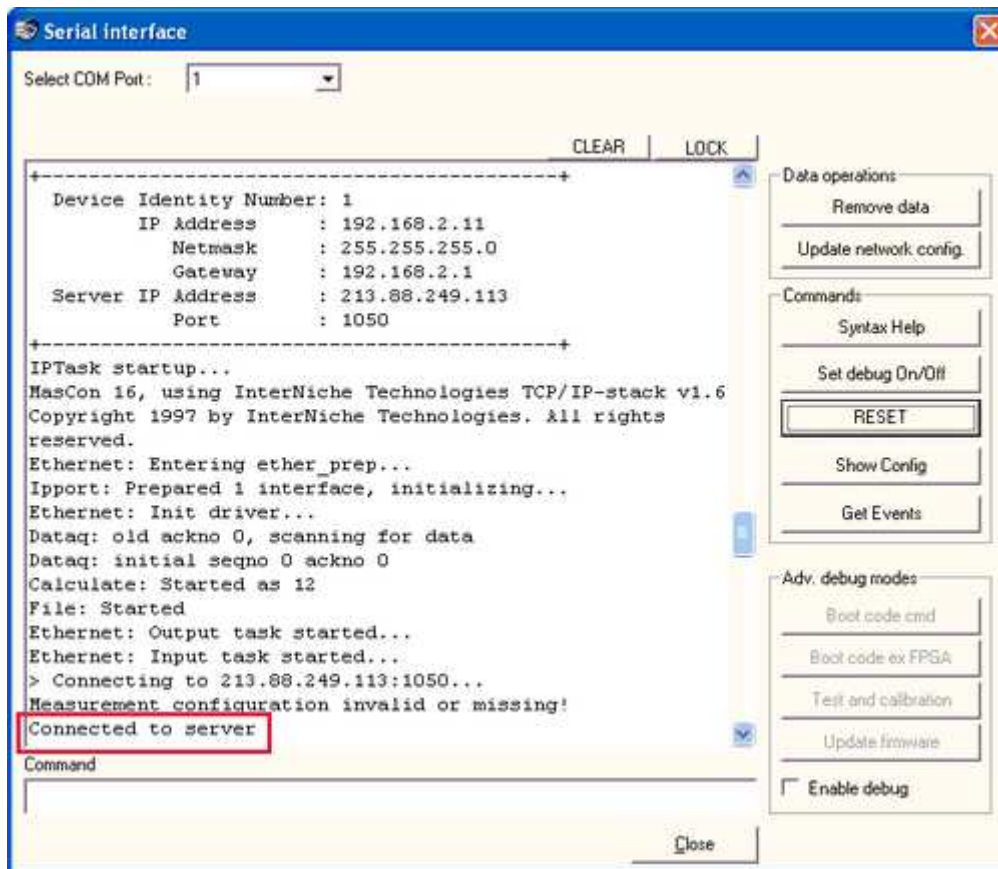 Serial interface
Select COM Port : 1
CLEAR LOCK
+-------------------------------------------+
Device Identity Number: 1
IP Address : 192.168.2.11
Netmask : 255.255.255.0
Gateway : 192.168.2.1
Server IP Address : 213.88.249.113
Port : 1050
+-------------------------------------------+
IPTask startup...
MasCon 16, using InterNiche Technologies TCP/IP-stack v1.6
Copyright 1997 by InterNiche Technologies. All rights
reserved.
Ethernet: Entering ether_prep...
Ipport: Prepared 1 interface, initializing...
Ethernet: Init driver...
Dataq: old ackno 0, scanning for data
Dataq: initial seqno 0 ackno 0
Calculate: Started as 12
File: Started
Ethernet: Output task started...
Ethernet: Input task started...
> Connecting to 213.88.249.113:1050...
Measurement configuration invalid or missing!
Connected to server
Command
Close
Data operations
Remove data
Update network config.
Commands
Syntax Help
Set debug On/Off
RESET
Show Config
Get Events
Adv. debug modes
Boot code cmd
Boot code ex FPGA
Test and calibration
Update firmware
Enable debug